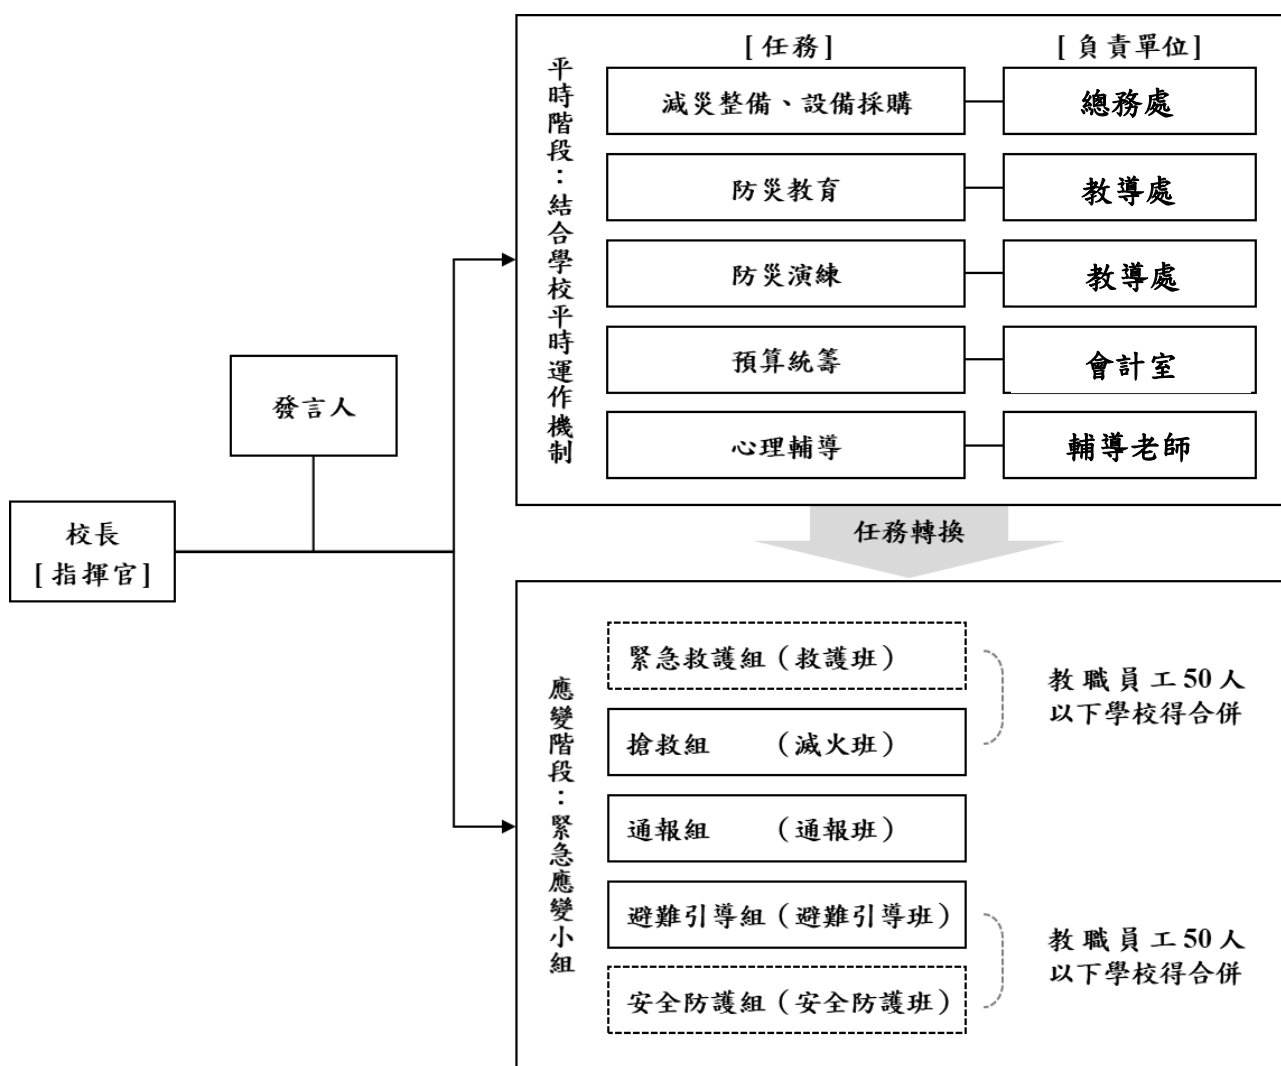 [任務]
[負責單位]
平時階段：結合學校平時運作機制
減災整備、設備採購
總務處
防災教育
教導處
防災演練
教導處
預算統籌
會計室
心理輔導
輔導老師
發言人
校長
[指揮官]
任務轉換
應變階段：緊急應變小組
緊急救護組（救護班）
搶救組　　（滅火班）
教職員工50人
以下學校得合併
通報組　　（通報班）
避難引導組（避難引導班）
安全防護組（安全防護班）
教職員工50人
以下學校得合併